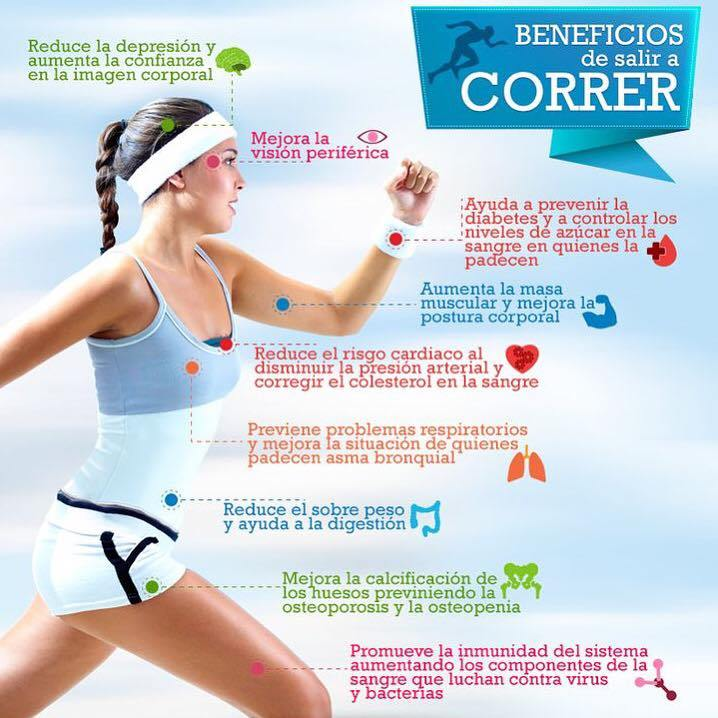 BENEFICIOS
de salir a
CORRER
Reduce la depresión y
aumenta la confianza
en la imagen corporal
Mejora la
visión periférica
Ayuda a prevenir la
diabetes y a controlar los
niveles de azúcar en la
sangre en quienes la
padecen
Aumenta la masa
muscular y mejora la
postura corporal
Reduce el risgo cardiaco al
disminuir la presión arterial y
corregir el colesterol en la sangre
Previene problemas respiratorios
y mejora la situación de quienes
padecen asma bronquial
Reduce el sobre peso
y ayuda a la digestión
Mejora la calcificación de
los huesos previniendo la
osteoporosis y la osteopenia
Promueve la inmunidad del sistema
aumentando los componentes de la
sangre que luchan contra virus
y bacterias